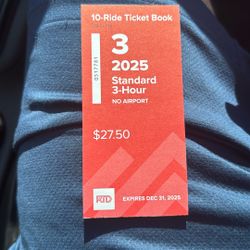 10-Ride Ticket Book
3
2025
Standard
3-Hour
NO AIRPORT
$27.50
RTD
EXPIRES DEC 31, 2025